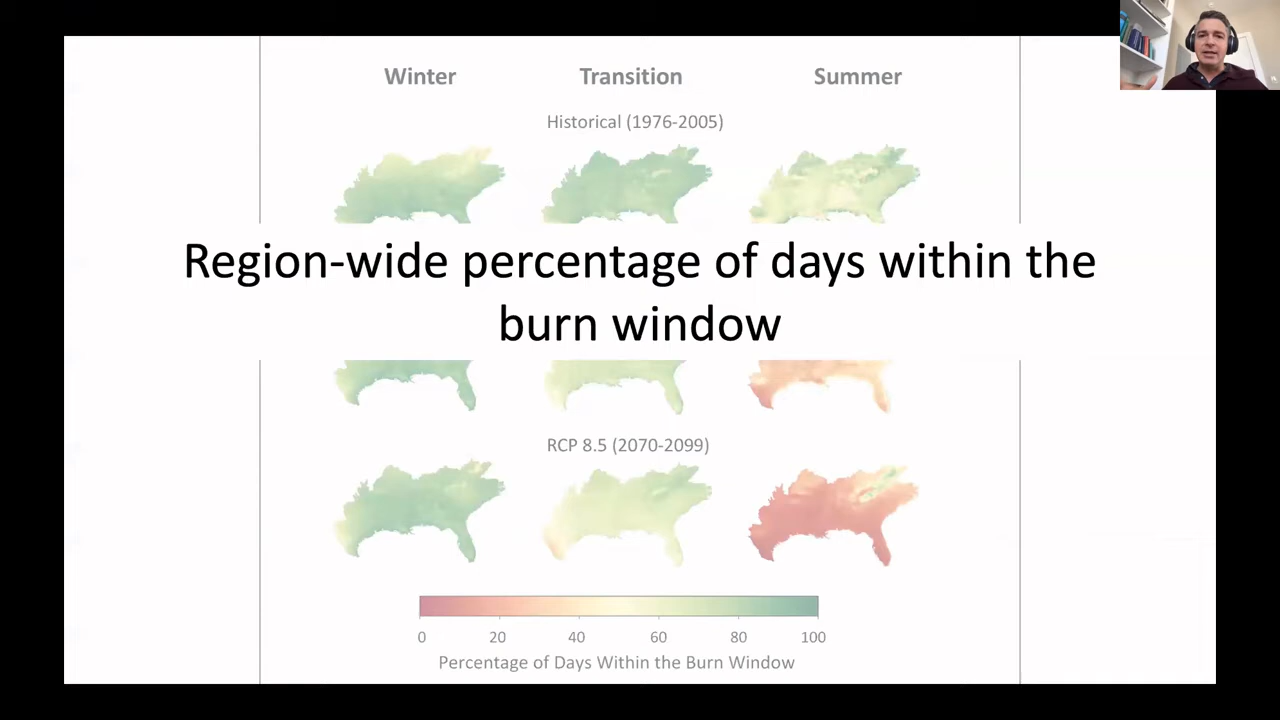 Winter Transition Summer
Historical (1976-2005)
Region-wide percentage of days within the
burn window
RCP 8.5 (2070-2099)
0 20 40 60 80 100
Percentage of Days Within the Burn Window